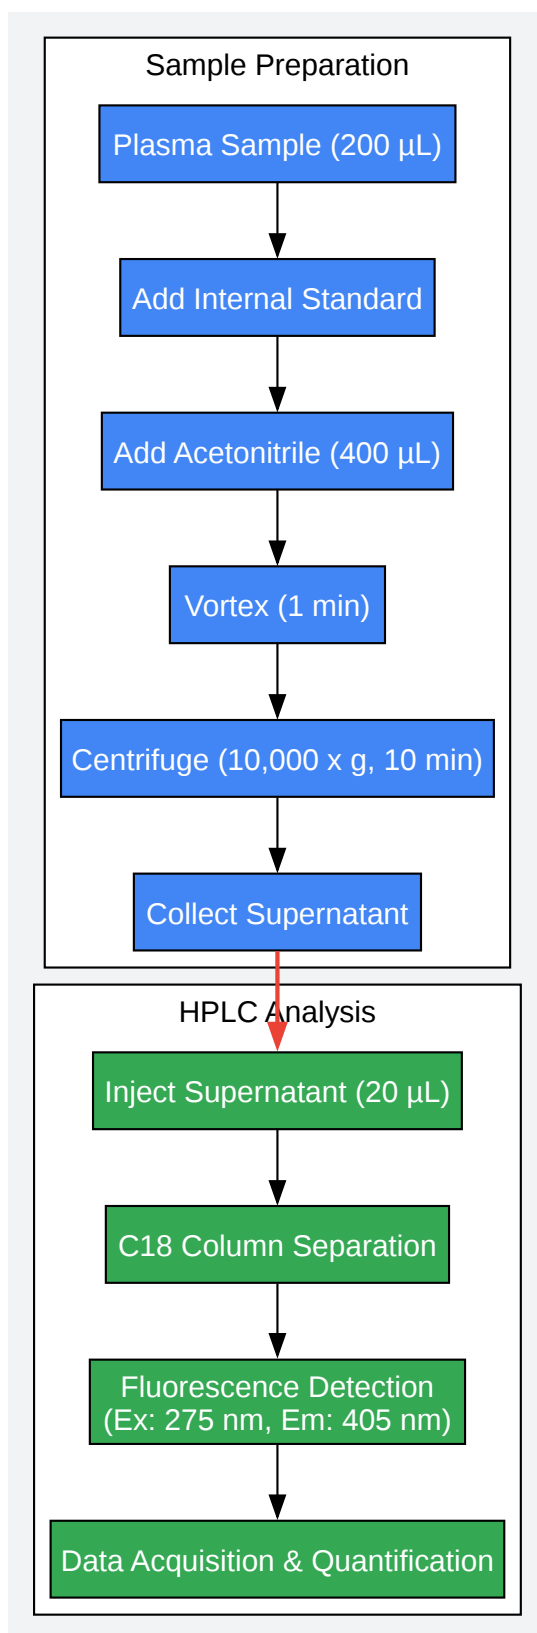 Sample Preparation
Plasma Sample (200 µL)
Add Internal Standard
Add Acetonitrile (400 µL)
Vortex (1 min)
Centrifuge (10,000 x g, 10 min)
Collect Supernatant
HPLC Analysis
Inject Supernatant (20 µL)
C18 Column Separation
Fluorescence Detection
(Ex: 275 nm, Em: 405 nm)
Data Acquisition & Quantification